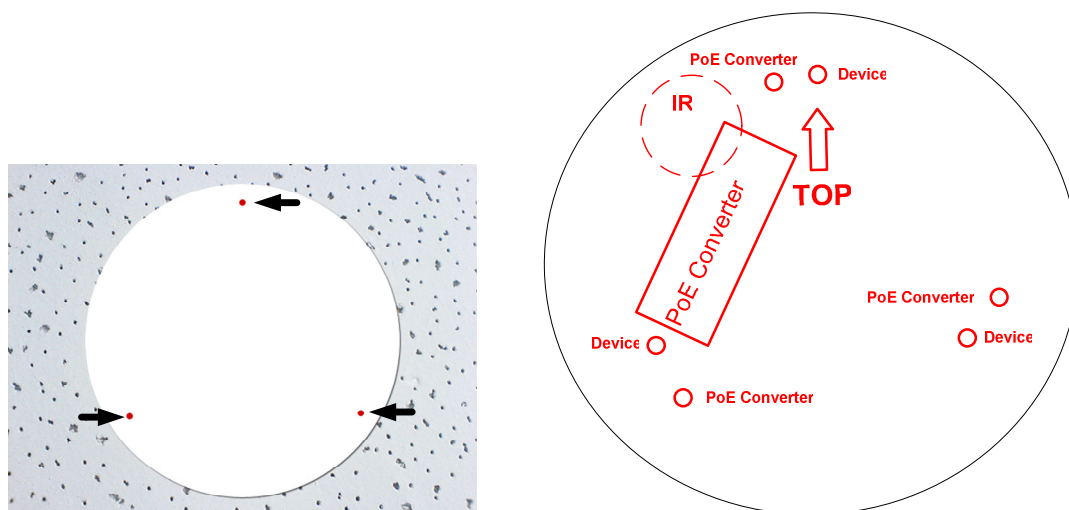 PoE Converter
Device
IR
TOP
PoE Converter
PoE Converter
Device
Device
PoE Converter